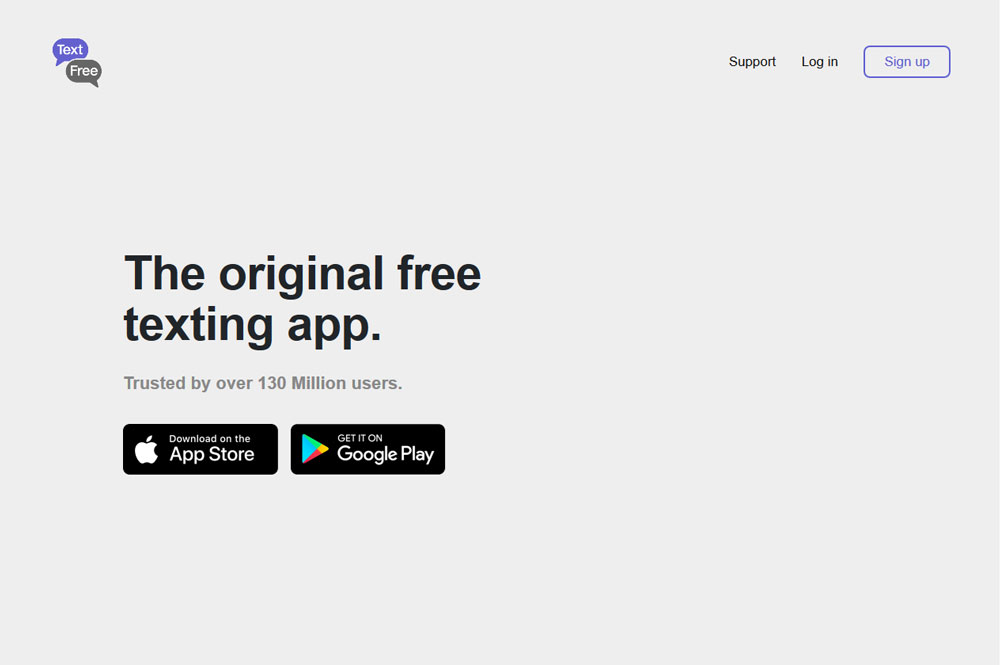 Text
Free
Support Log in Sign up
The original free
texting app.
Trusted by over 130 Million users.
Download on the
App Store
GET IT ON
Google Play